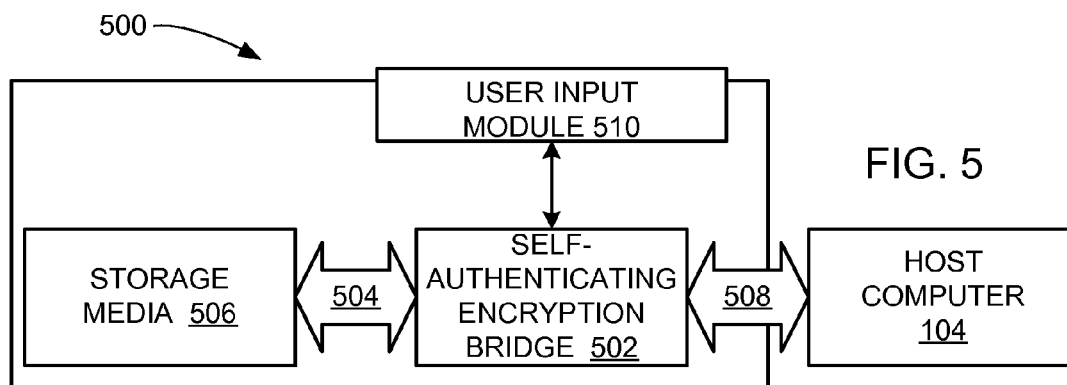 500
USER INPUT
MODULE 510
FIG. 5
STORAGE
MEDIA 506
504
SELF-
AUTHENTICATING
ENCRYPTION
BRIDGE 502
508
HOST
COMPUTER
104